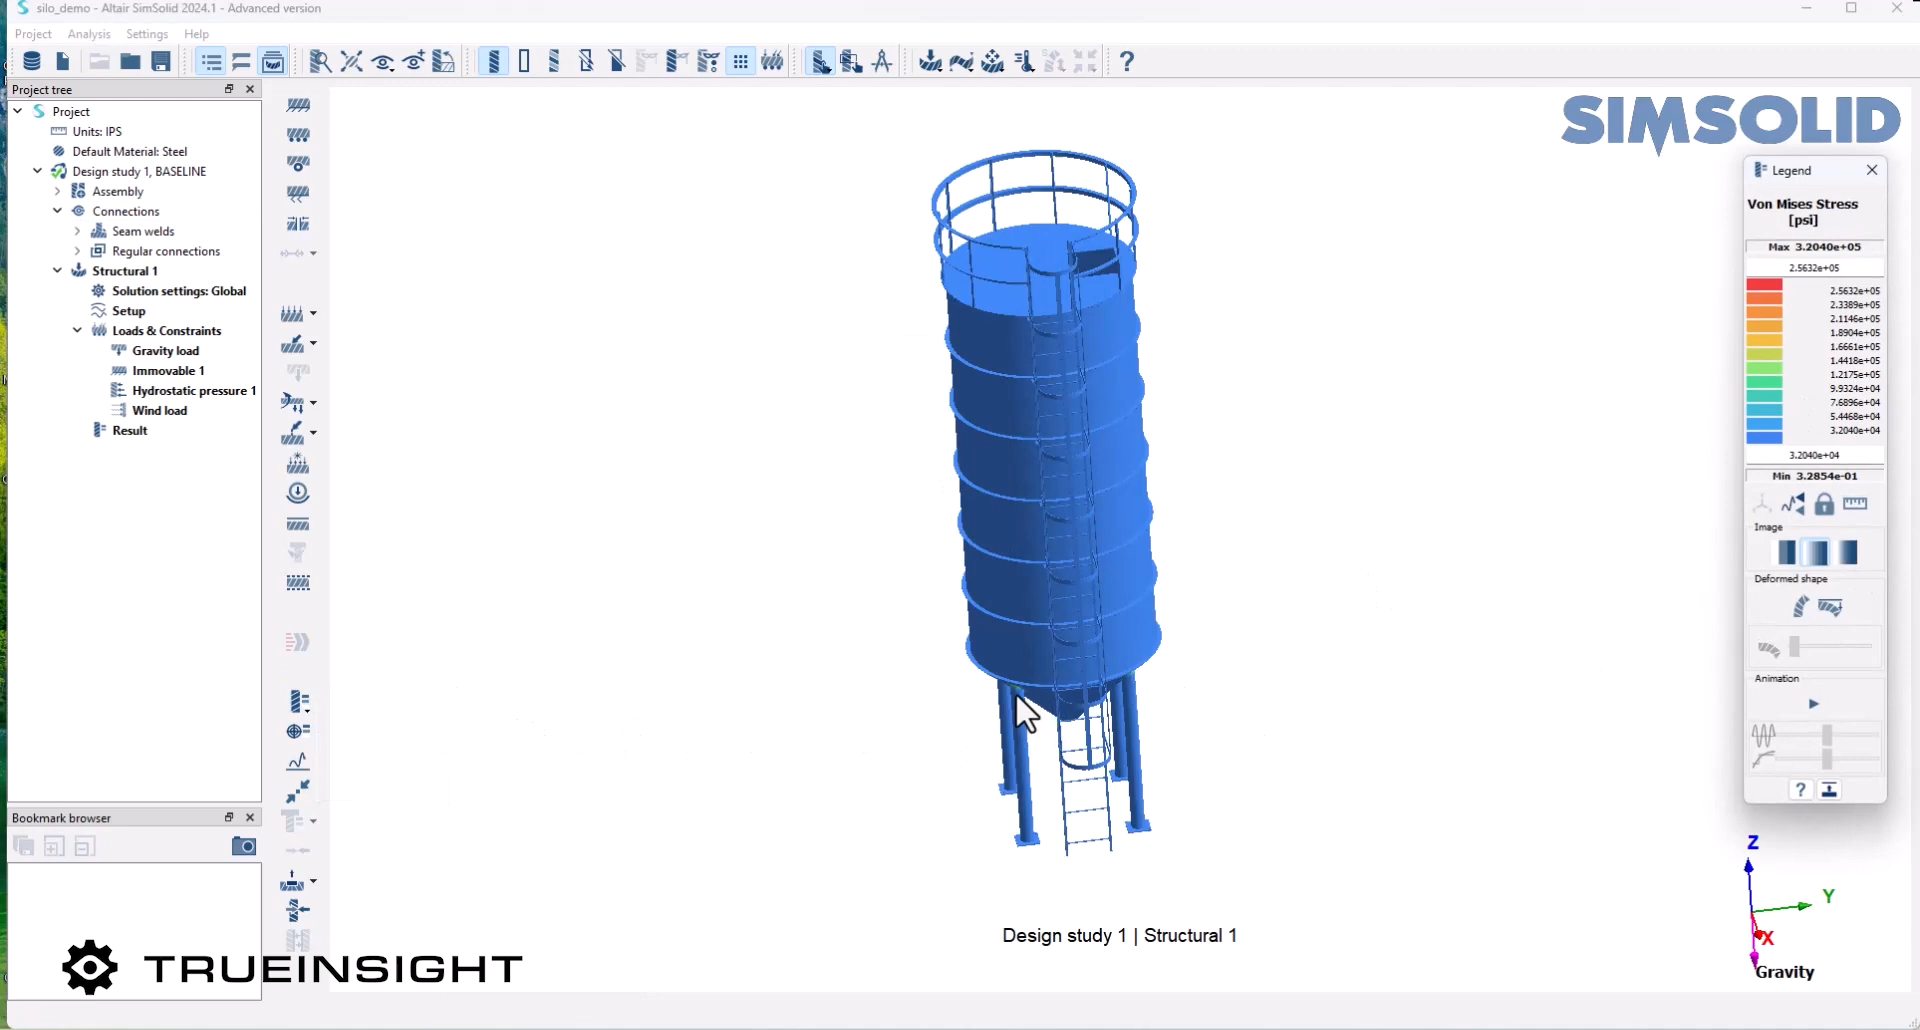 silo_demo - Altair SimSolid 2024.1 - Advanced version
Project Analysis Settings Help
Project tree
Project
Units: IPS
Default Material: Steel
Design study 1, BASELINE
Assembly
Connections
Seam welds
Regular connections
Structural 1
Solution settings: Global
Setup
Loads & Constraints
Gravity load
Immovable 1
Hydrostatic pressure 1
Wind load
Result
Bookmark browser
TRUEINSIGHT
Design study 1 | Structural 1
SIMSOLID
Legend
Von Mises Stress
[psi]
Max 3.2040e+05
2.5632e+05
2.5632e+05
2.3389e+05
2.1146e+05
1.8904e+05
1.6661e+05
1.4418e+05
1.2175e+05
9.9324e+04
7.6896e+04
5.4468e+04
3.2040e+04
3.2040e+04
Min 3.2854e-01
Image
Deformed shape
Animation
Z
Y
X
Gravity